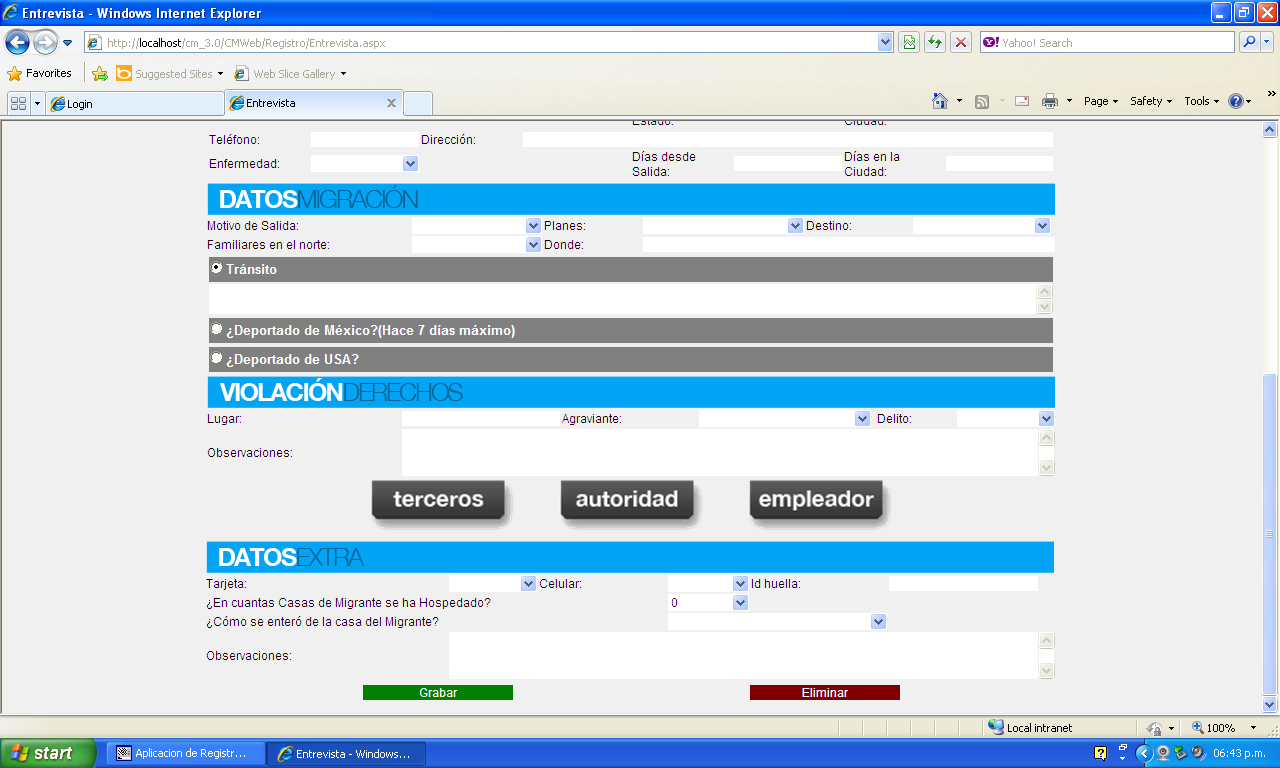 Entrevista - Windows Internet Explorer
http://localhost/cm_3.0/CMWeb/Registro/Entrevista.aspx
Yahoo! Search
Favorites Suggested Sites Web Slice Gallery
Login Entrevista Page Safety Tools
Estado: Ciudad:
Teléfono: Dirección:
Enfermedad: Días desde Salida: Días en la Ciudad:
DATOSMIGRACIÓN
Motivo de Salida: Planes: Destino:
Familiares en el norte: Donde:
Tránsito
¿Deportado de México?(Hace 7 días máximo)
¿Deportado de USA?
VIOLACIÓNDERECHOS
Lugar: Agraviante: Delito:
Observaciones:
terceros autoridad empleador
DATOSEXTRA
Tarjeta: Celular: Id huella:
¿En cuantas Casas de Migrante se ha Hospedado? 0
¿Cómo se enteró de la casa del Migrante?
Observaciones:
Grabar Eliminar
Local intranet 100%
start Aplicacion de Registr... Entrevista - Windows... 06:43 p.m.